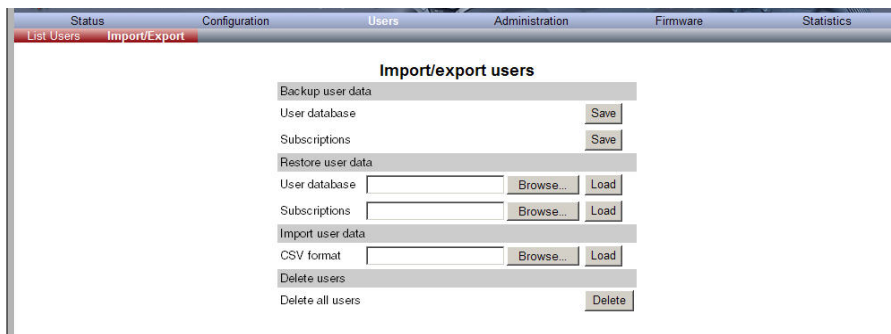 Status Configuration Users Administration Firmware Statistics
List Users Import/Export
Import/export users
Backup user data
User database Save
Subscriptions Save
Restore user data
User database Browse... Load
Subscriptions Browse... Load
Import user data
CSV format Browse... Load
Delete users
Delete all users Delete